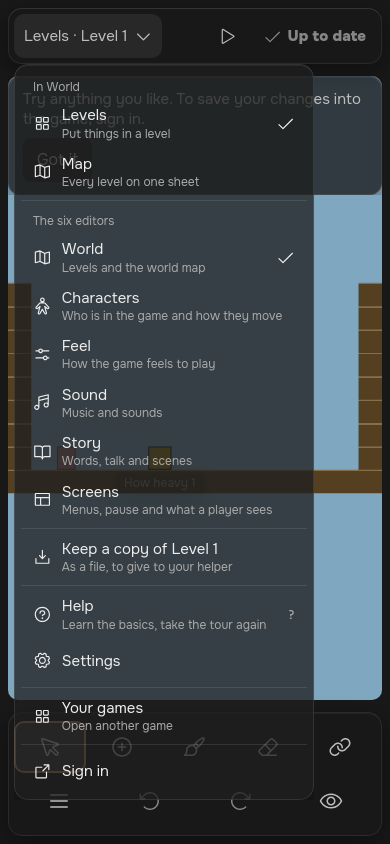 Levels · Level 1
Up to date
In World
Try anything you like. To save your changes into
the game, sign in.
Levels
Put things in a level
Got it
Map
Every level on one sheet
The six editors
World
Levels and the world map
Characters
Who is in the game and how they move
Feel
How the game feels to play
Sound
Music and sounds
Story
Words, talk and scenes
How heavy 1
Screens
Menus, pause and what a player sees
Keep a copy of Level 1
As a file, to give to your helper
Help
Learn the basics, take the tour again
?
Settings
Your games
Open another game
Sign in